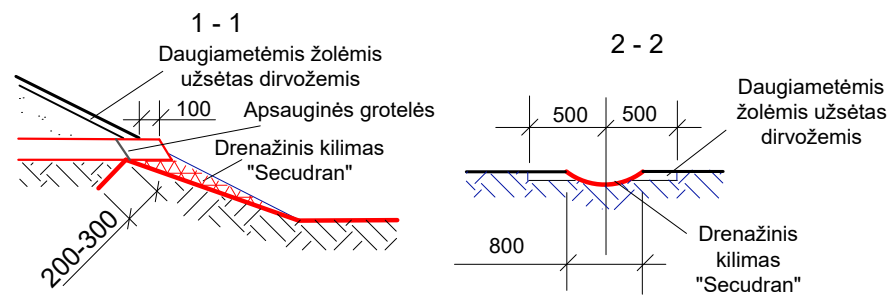 1 - 1
Daugiametėmis žolėmis
užsėtas dirvožemis
100
Apsauginės grotelės
Drenažinis kilimas
"Secudran"
200-300
2 - 2
Daugiametėmis
žolėmis užsėtas
dirvožemis
500
500
800
Drenažinis
kilimas
"Secudran"